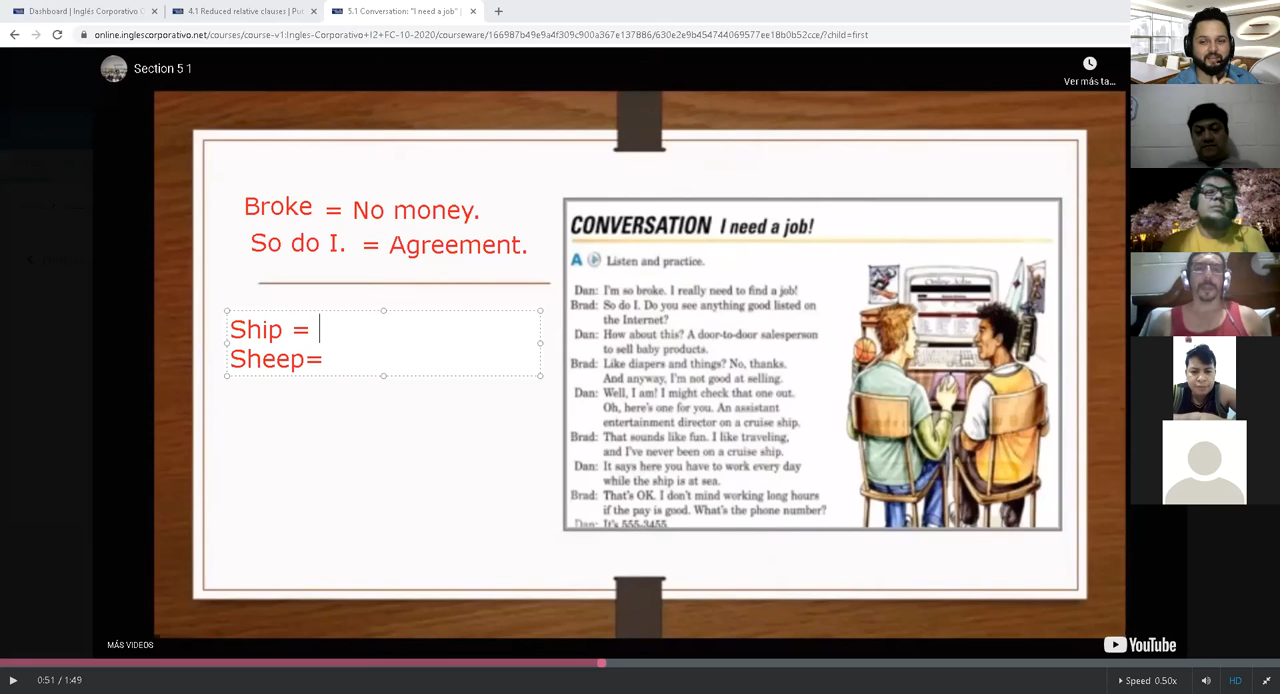 Dashboard | Inglés Corporativo
4.1 Reduced relative clauses | Pu
5.1 Conversation: "I need a job" |
online.inglescorporativo.net/courses/course-v1:Ingles-Corporativo+I2+FC-10-2020/courseware/166917b49e9a4f309c900a367e137886/630e2e9b454744069577ee18b0b52cce/?child=first
Section 5 1
Ver más ta...
Broke = No money.
So do I. = Agreement.
Ship =
Sheep=
CONVERSATION I need a job!
A Listen and practice.
Online Jobs
Dan: I'm so broke. I really need to find a job!
Brad: So do I. Do you see anything good listed on
the Internet?
Dan: How about this? A door-to-door salesperson
to sell baby products.
Brad: Like diapers and things? No, thanks.
And anyway, I'm not good at selling.
Dan: Well, I am! I might check that one out.
Oh, here's one for you. An assistant
entertainment director on a cruise ship.
Brad: That sounds like fun. I like traveling,
and I've never been on a cruise ship.
Dan: It says here you have to work every day
while the ship is at sea.
Brad: That's OK. I don't mind working long hours
if the pay is good. What's the phone number?
Dan: It's 555-3455
MÁS VIDEOS
YouTube
0:51 / 1:49
Speed 0.50x
HD